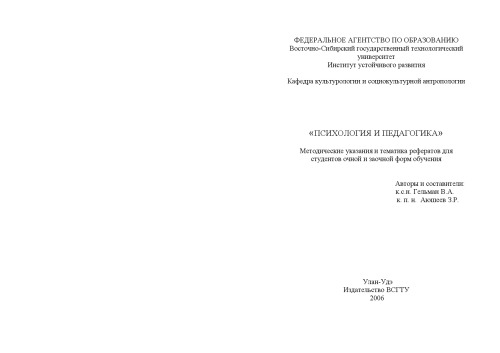 ФЕДЕРАЛЬНОЕ АГЕНТСТВО ПО ОБРАЗОВАНИЮ
Восточно-Сибирский государственный технологический
университет
Институт устойчивого развития
Кафедра культурологии и социокультурной антропологии
«ПСИХОЛОГИЯ И ПЕДАГОГИКА»
Методические указания и тематика рефератов для
студентов очной и заочной форм обучения
Авторы и составители:
к.с.н. Гельман В.А.
к. п. н. Аюшеев З.Р.
Улан-Удэ
Издательство ВСГТУ
2006